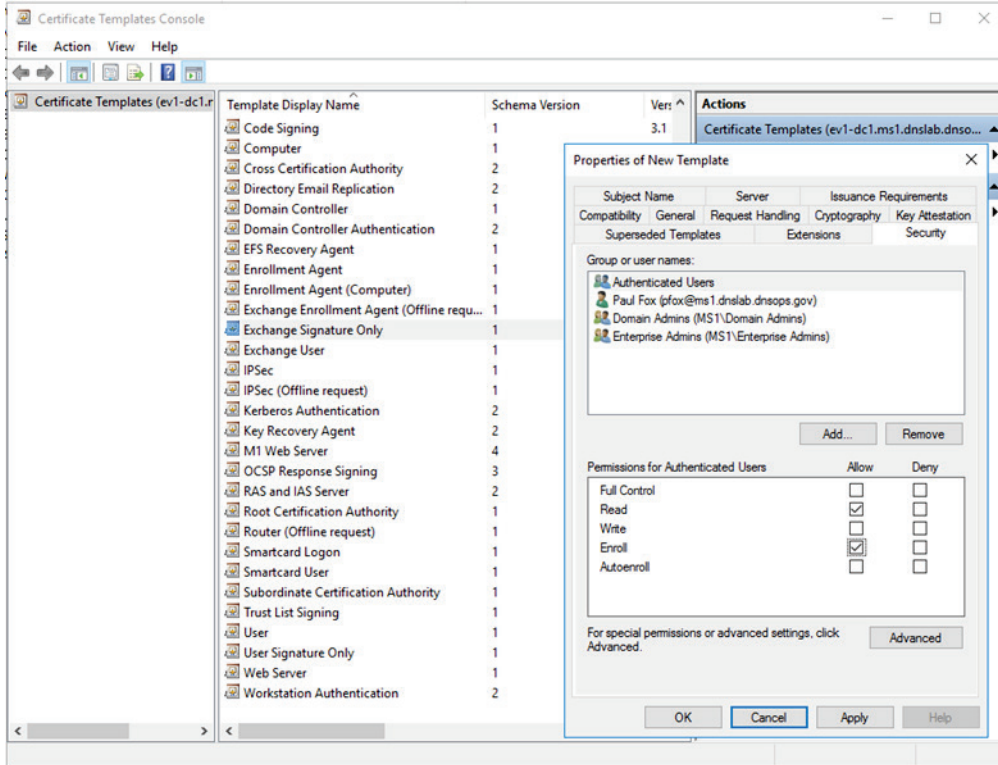 Certificate Templates Console
File Action View Help
Certificate Templates (ev1-dc1.r
Template Display Name Schema Version Vers
Code Signing 1 3.1
Computer 1
Cross Certification Authority 2
Directory Email Replication 2
Domain Controller 1
Domain Controller Authentication 2
EFS Recovery Agent 1
Enrollment Agent 1
Enrollment Agent (Computer) 1
Exchange Enrollment Agent (Offline requ... 1
Exchange Signature Only 1
Exchange User 1
IPSec 1
IPSec (Offline request) 1
Kerberos Authentication 2
Key Recovery Agent 2
M1 Web Server 4
OCSP Response Signing 3
RAS and IAS Server 2
Root Certification Authority 1
Router (Offline request) 1
Smartcard Logon 1
Smartcard User 1
Subordinate Certification Authority 1
Trust List Signing 1
User 1
User Signature Only 1
Web Server 1
Workstation Authentication 2
Actions
Certificate Templates (ev1-dc1.ms1.dnslab.dnso...
Properties of New Template
Subject Name Server Issuance Requirements
Compatibility General Request Handling Cryptography Key Attestation
Superseded Templates Extensions Security
Group or user names:
Authenticated Users
Paul Fox (pfox@ms1.dnslab.dnsops.gov)
Domain Admins (MS1\Domain Admins)
Enterprise Admins (MS1\Enterprise Admins)
Add... Remove
Permissions for Authenticated Users Allow Deny
Full Control
Read
Write
Enroll
Autoenroll
For special permissions or advanced settings, click
Advanced.
Advanced
OK Cancel Apply Help